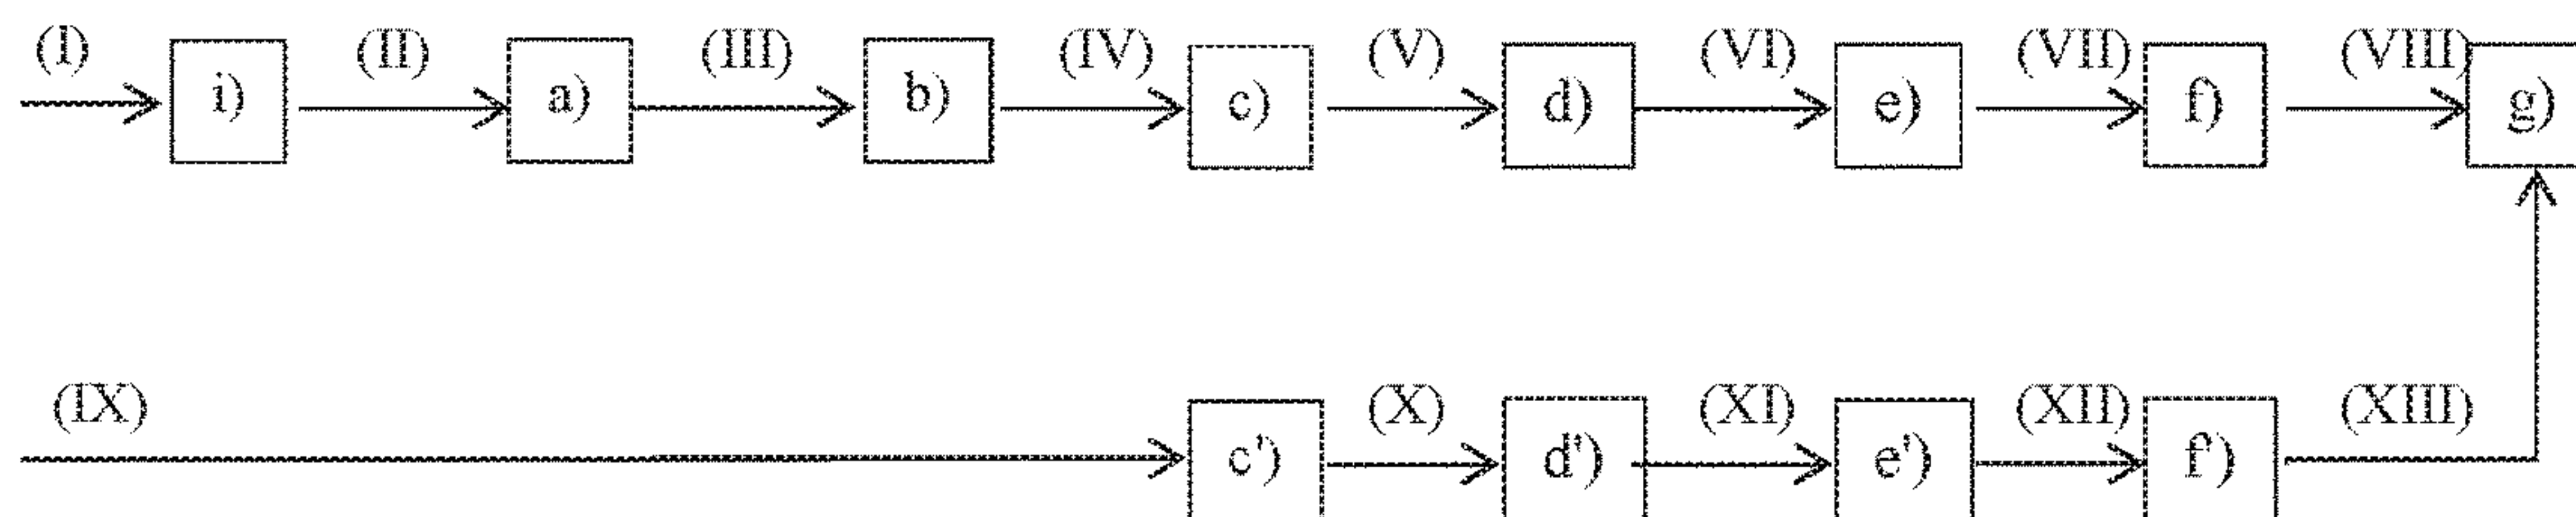 (I) (II) (III) (IV) (V) (VI) (VII) (VIII)
i) a) b) c) d) e) f) g)
(IX) (X) (XI) (XII) (XIII)
c') d') e') f')